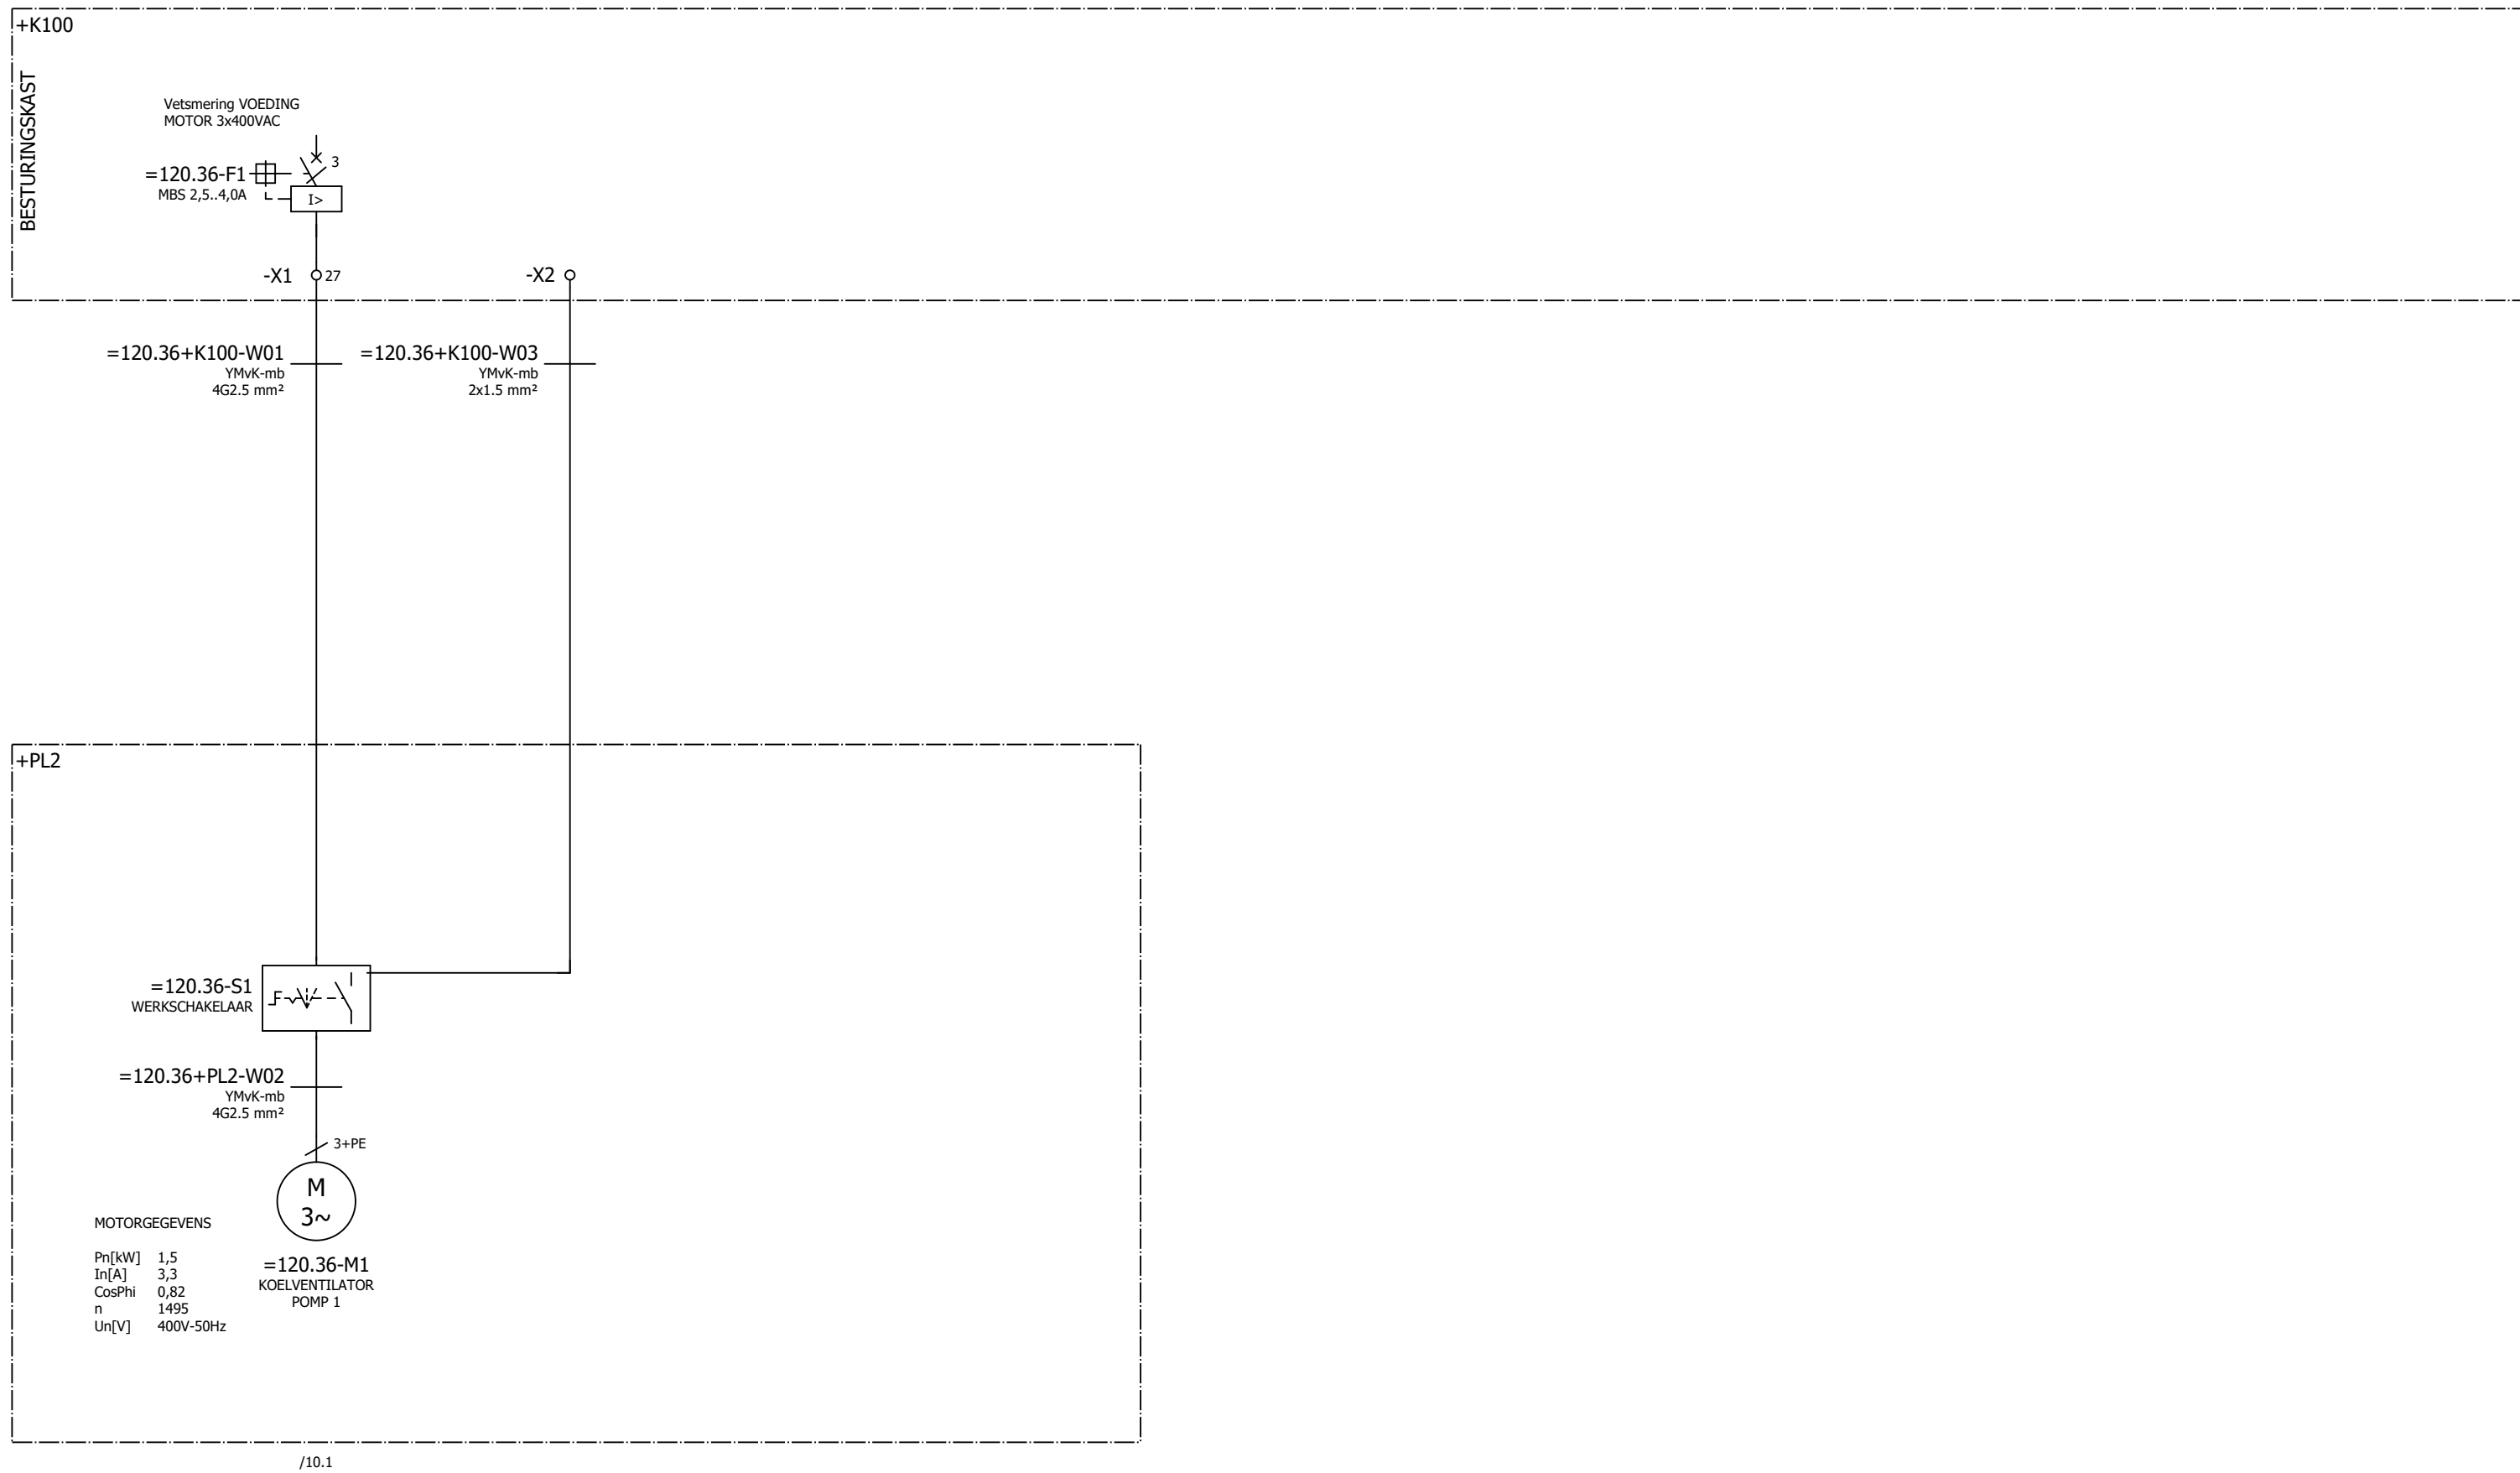 +K100
BESTURINGSKAST
Vetsmering VOEDING
MOTOR 3x400VAC
3
=120.36-F1
MBS 2,5..4,0A
I>
-X1
27
-X2
=120.36+K100-W01
YMvK-mb
4G2.5 mm²
=120.36+K100-W03
YMvK-mb
2x1.5 mm²
+PL2
=120.36-S1
WERKSCHAKELAAR
=120.36+PL2-W02
YMvK-mb
4G2.5 mm²
3+PE
M
3~
MOTORGEGEVENS
Pn[kW] 1,5
In[A] 3,3
CosPhi 0,82
n 1495
Un[V] 400V-50Hz
=120.36-M1
KOELVENTILATOR
POMP 1
/10.1